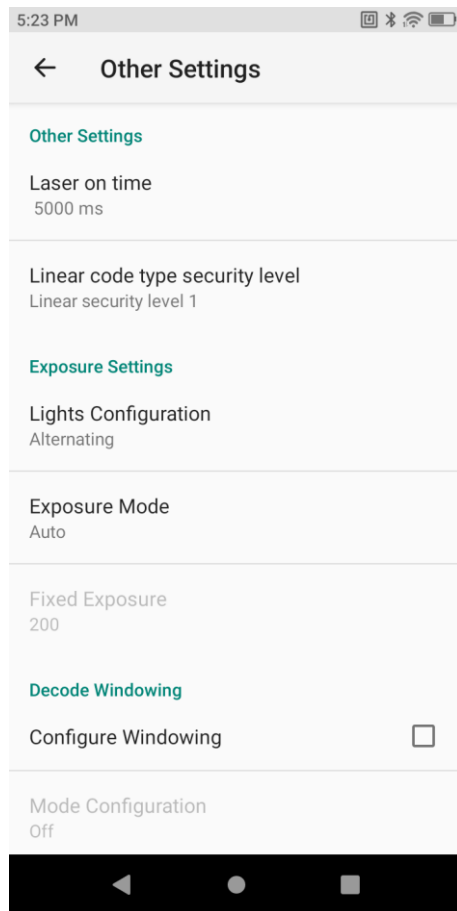 5:23 PM
Other Settings
Other Settings
Laser on time
5000 ms
Linear code type security level
Linear security level 1
Exposure Settings
Lights Configuration
Alternating
Exposure Mode
Auto
Fixed Exposure
200
Decode Windowing
Configure Windowing
Mode Configuration
Off